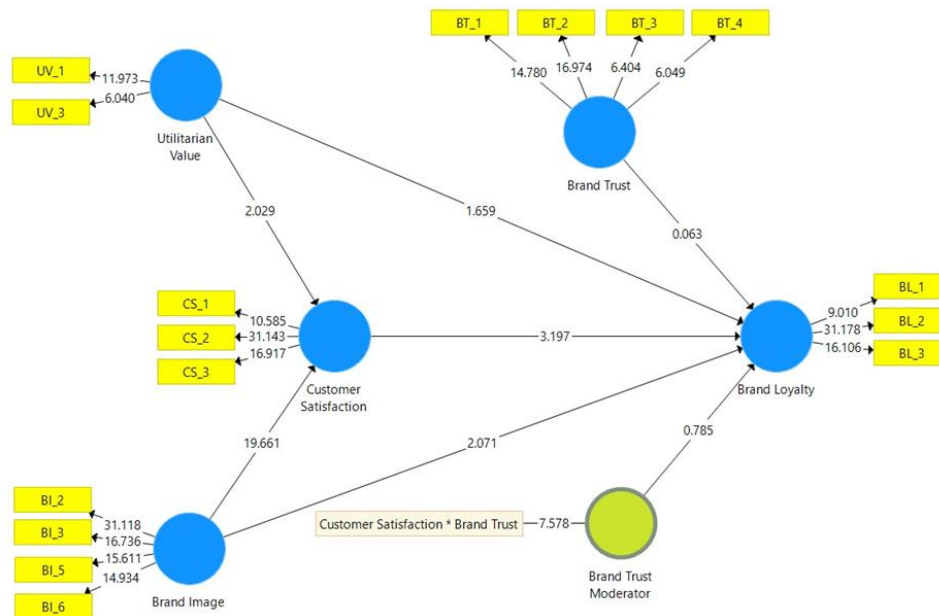 BT_1
BT_2
BT_3
BT_4
14.780
16.974
6.404
6.049
Brand Trust
UV_1
UV_3
11.973
6.040
Utilitarian
Value
2.029
1.659
0.063
CS_1
CS_2
CS_3
10.585
31.143
16.917
Customer
Satisfaction
3.197
BL_1
BL_2
BL_3
9.010
31.178
16.106
Brand Loyalty
19.661
2.071
0.785
BI_2
BI_3
BI_5
BI_6
31.118
16.736
15.611
14.934
Brand Image
Customer Satisfaction * Brand Trust
7.578
Brand Trust
Moderator